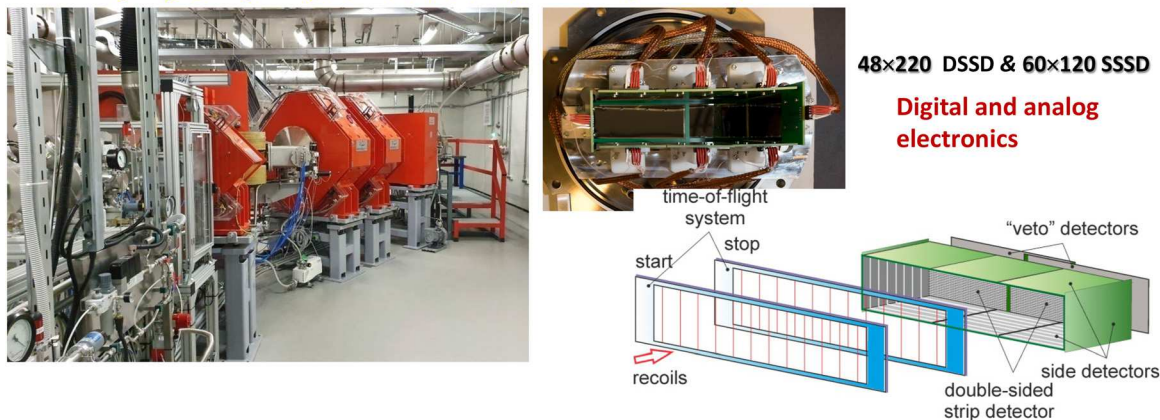 48×220 DSSD & 60×120 SSSD
Digital and analog
electronics
time-of-flight
system
stop
start
recoils
"veto" detectors
side detectors
double-sided
strip detector